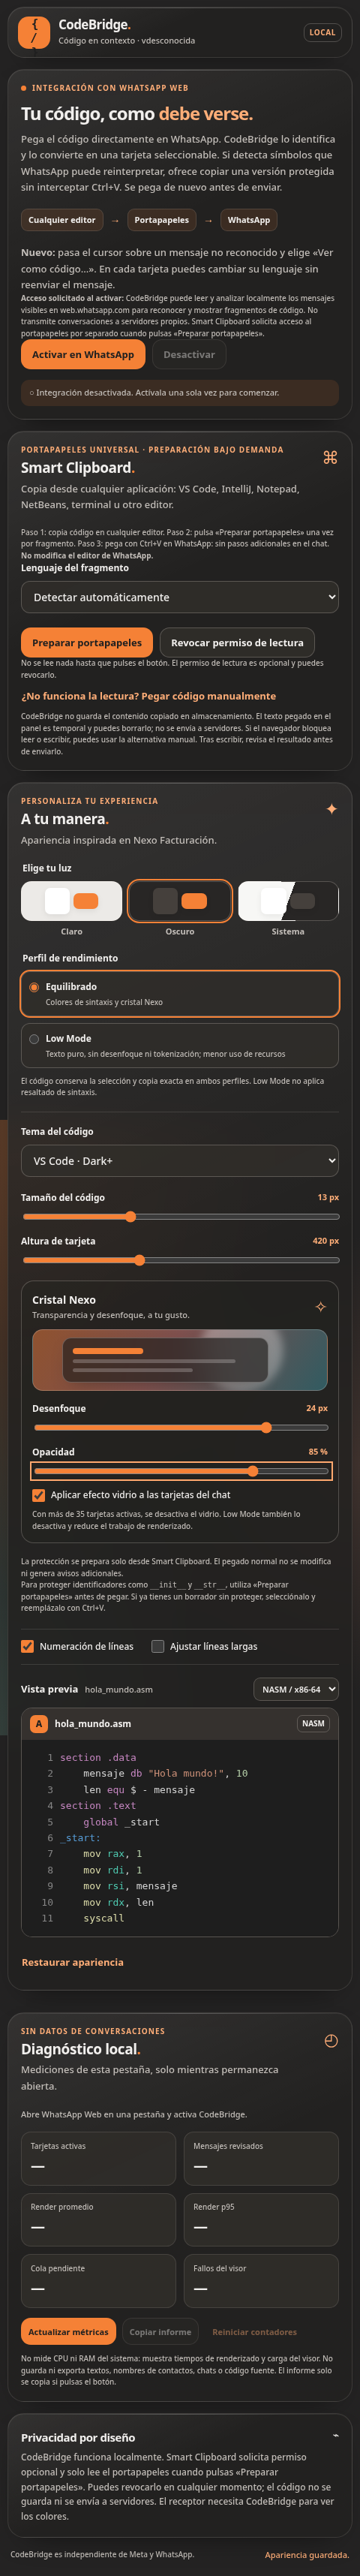 { /
CodeBridge.
Código en contexto · vdesconocida
LOCAL
INTEGRACIÓN CON WHATSAPP WEB
Tu código, como debe verse.
Pega el código directamente en WhatsApp. CodeBridge lo identifica
y lo convierte en una tarjeta seleccionable. Si detecta símbolos que
WhatsApp puede reinterpretar, ofrece copiar una versión protegida
sin interceptar Ctrl+V. Se pega de nuevo antes de enviar.
Cualquier editor → Portapapeles → WhatsApp
Nuevo: pasa el cursor sobre un mensaje no reconocido y elige «Ver
como código…». En cada tarjeta puedes cambiar su lenguaje sin
reenviar el mensaje.
Acceso solicitado al activar: CodeBridge puede leer y analizar localmente los mensajes
visibles en web.whatsapp.com para reconocer y mostrar fragmentos de código. No
transmite conversaciones a servidores propios. Smart Clipboard solicita acceso al
portapapeles por separado cuando pulsas «Preparar portapapeles».
Activar en WhatsApp
Desactivar
○ Integración desactivada. Actívala una sola vez para comenzar.
PORTAPAPELES UNIVERSAL · PREPARACIÓN BAJO DEMANDA
Smart Clipboard.
⌘
Copia desde cualquier aplicación: VS Code, IntelliJ, Notepad,
NetBeans, terminal u otro editor.
Paso 1: copia código en cualquier editor. Paso 2: pulsa «Preparar portapapeles» una vez
por fragmento. Paso 3: pega con Ctrl+V en WhatsApp: sin pasos adicionales en el chat.
No modifica el editor de WhatsApp.
Lenguaje del fragmento
Detectar automáticamente
Preparar portapapeles
Revocar permiso de lectura
No se lee nada hasta que pulses el botón. El permiso de lectura es opcional y puedes
revocarlo.
¿No funciona la lectura? Pegar código manualmente
CodeBridge no guarda el contenido copiado en almacenamiento. El texto pegado en el
panel es temporal y puedes borrarlo; no se envía a servidores. Si el navegador bloquea
leer o escribir, puedes usar la alternativa manual. Tras escribir, revisa el resultado antes
de enviarlo.
PERSONALIZA TU EXPERIENCIA
A tu manera.
Apariencia inspirada en Nexo Facturación.
Elige tu luz
Claro
Oscuro
Sistema
Perfil de rendimiento
Equilibrado
Colores de sintaxis y cristal Nexo
Low Mode
Texto puro, sin desenfoque ni tokenización; menor uso de recursos
El código conserva la selección y copia exacta en ambos perfiles. Low Mode no aplica
resaltado de sintaxis.
Tema del código
VS Code · Dark+
Tamaño del código
13 px
Altura de tarjeta
420 px
Cristal Nexo
Transparencia y desenfoque, a tu gusto.
Desenfoque
24 px
Opacidad
85 %
Aplicar efecto vidrio a las tarjetas del chat
Con más de 35 tarjetas activas, se desactiva el vidrio. Low Mode también lo
desactiva y reduce el trabajo de renderizado.
La protección se prepara solo desde Smart Clipboard. El pegado normal no se modifica
ni genera avisos adicionales.
Para proteger identificadores como __init__ y __str__, utiliza «Preparar
portapapeles» antes de pegar. Si ya tienes un borrador sin proteger, selecciónalo y
reemplázalo con Ctrl+V.
Numeración de líneas
Ajustar líneas largas
Vista previa hola_mundo.asm
NASM / x86-64
A hola_mundo.asm
NASM
1 section .data
2 mensaje db "Hola mundo!", 10
3 len equ $ - mensaje
4 section .text
5 global _start
6 _start:
7 mov rax, 1
8 mov rdi, 1
9 mov rsi, mensaje
10 mov rdx, len
11 syscall
Restaurar apariencia
SIN DATOS DE CONVERSACIONES
Diagnóstico local.
Mediciones de esta pestaña, solo mientras permanezca
abierta.
Abre WhatsApp Web en una pestaña y activa CodeBridge.
Tarjetas activas
—
Mensajes revisados
—
Render promedio
—
Render p95
—
Cola pendiente
—
Fallos del visor
—
Actualizar métricas
Copiar informe
Reiniciar contadores
No mide CPU ni RAM del sistema: muestra tiempos de renderizado y carga del visor. No
guarda ni exporta textos, nombres de contactos, chats o código fuente. El informe solo
se copia si pulsas el botón.
Privacidad por diseño
CodeBridge funciona localmente. Smart Clipboard solicita permiso
opcional y solo lee el portapapeles cuando pulsas «Preparar
portapapeles». Puedes revocarlo en cualquier momento; el código no se
guarda ni se envía a servidores. El receptor necesita CodeBridge para ver
los colores.
CodeBridge es independiente de Meta y WhatsApp.
Apariencia guardada.